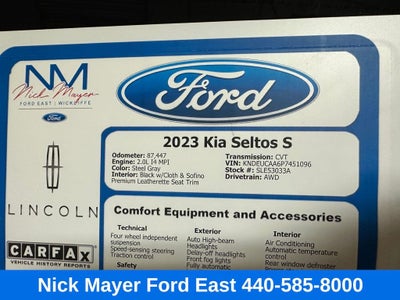 NM
Nick Mayer
FORD EAST | WICKLIFFE
Ford
Ford
LINCOLN
CARFAX
VEHICLE HISTORY REPORTS
2023 Kia Seltos S
Odometer: 87,447
Engine: 2.0L I4 MPI
Color: Steel Gray
Interior: Black w/Cloth & Sofino
Premium Leatherette Seat Trim
Transmission: CVT
VIN: KNDEUCAA6P7451096
Stock #: SLE53033A
Drivetrain: AWD
Comfort Equipment and Accessories
Technical
Four wheel independent
suspension
Speed-sensing steering
Traction control
Safety
Exterior
Auto High-beam
Headlights
Delay-off headlights
Front fog lights
Fully automatic
Interior
Air Conditioning
Automatic temperature
control
Rear window defroster
Nick Mayer Ford East 440-585-8000